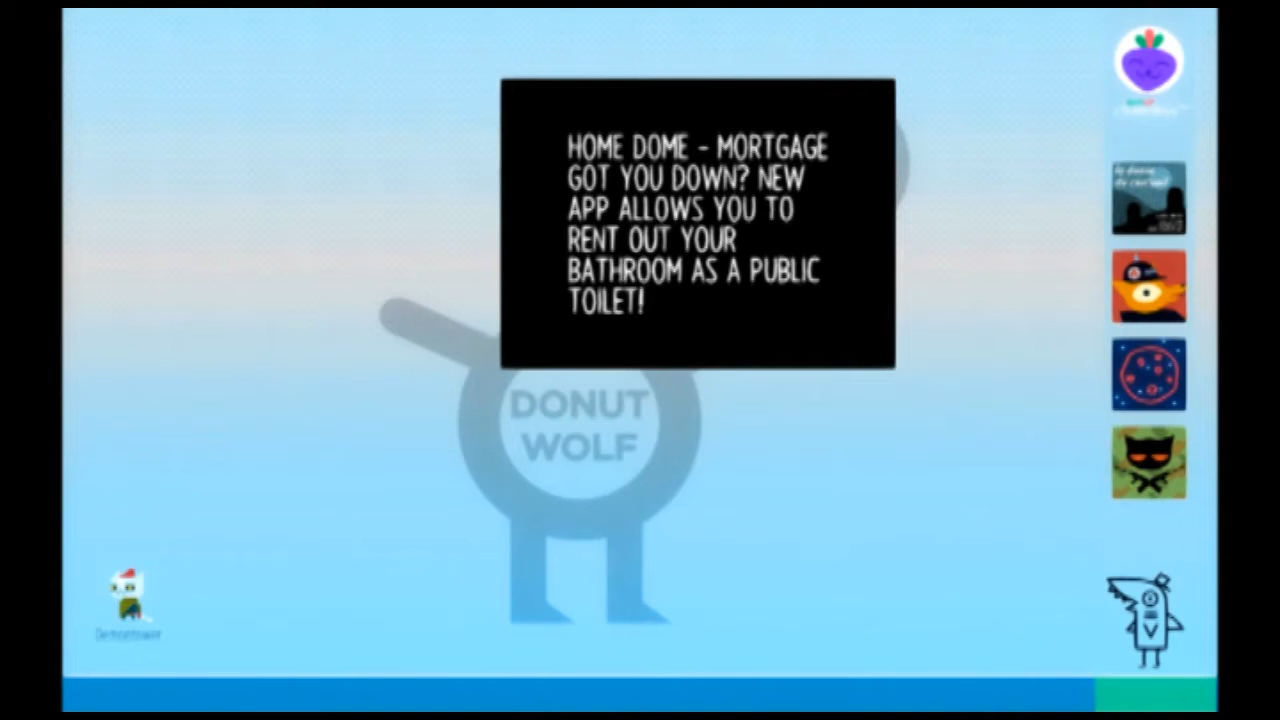 HOME DOME - MORTGAGE
GOT YOU DOWN? NEW
APP ALLOWS YOU TO
RENT OUT YOUR
BATHROOM AS A PUBLIC
TOILET!
DONUT
WOLF
Demontower